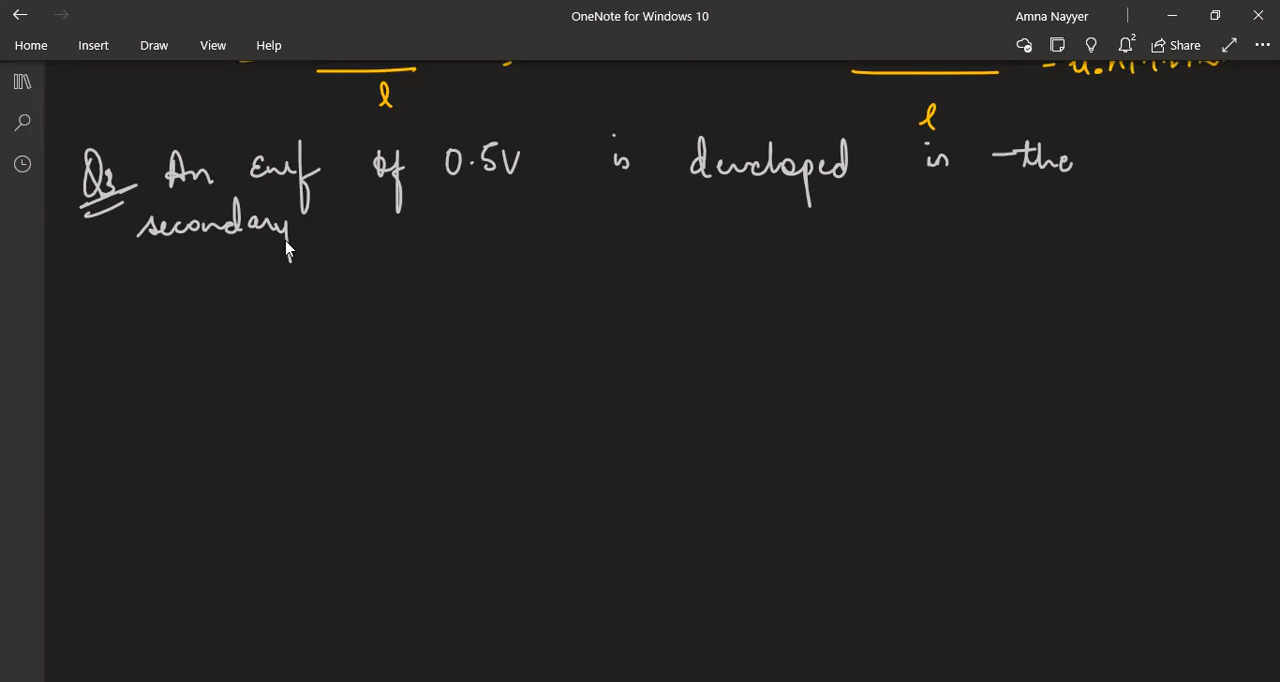 OneNote for Windows 10
Amna Nayyer
Home Insert Draw View Help
2 Share
l
l
Q3 An Emf of 0.5V is developed in the
secondary